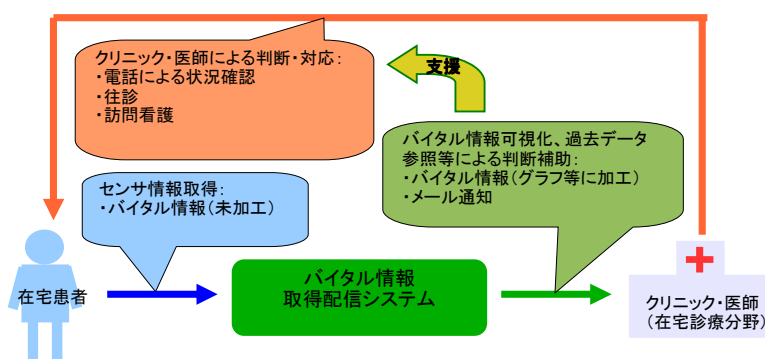 クリニック・医師による判断・対応:
・電話による状況確認
・往診
・訪問看護
支援
バイタル情報可視化、過去データ
参照等による判断補助:
・バイタル情報(グラフ等に加工)
・メール通知
センサ情報取得:
・バイタル情報(未加工)
在宅患者
バイタル情報
取得配信システム
クリニック・医師
(在宅診療分野)